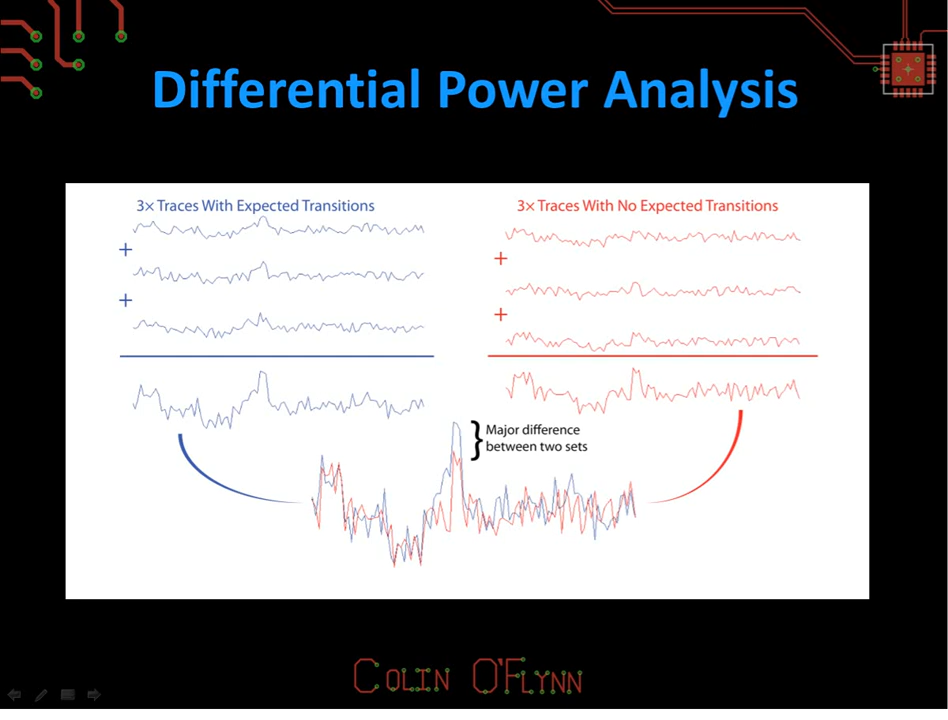 Differential Power Analysis
3× Traces With Expected Transitions
3× Traces With No Expected Transitions
+
+
+
+
Major difference
between two sets
COLIN O'FLYNN